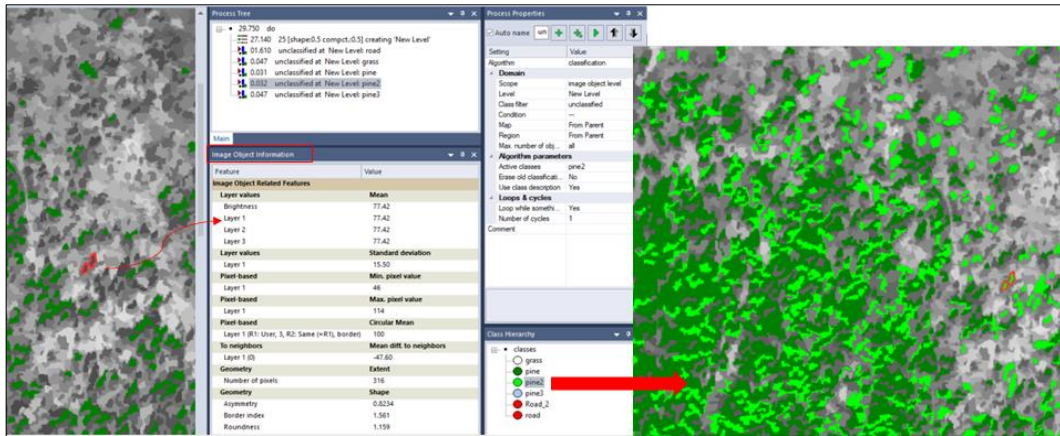 Process Tree
29.750 do
27.140 25 [shape:0.5 compct.:0.5] creating 'New Level'
01.610 unclassified at New Level: road
0.047 unclassified at New Level: grass
0.031 unclassified at New Level: pine
0.032 unclassified at New Level: pine2
0.047 unclassified at New Level: pine3
Main
Image Object Information
Feature Value
Image Object Related Features
Layer values Mean
Brightness 77.42
Layer 1 77.42
Layer 2 77.42
Layer 3 77.42
Layer values Standard deviation
Layer 1 15.50
Pixel-based Min. pixel value
Layer 1 46
Pixel-based Max. pixel value
Layer 1 114
Pixel-based Circular Mean
Layer 1 (R1: User, 3, R2: Same (=R1), border) 100
To neighbors Mean diff. to neighbors
Layer 1 (0) -47.60
Geometry Extent
Number of pixels 316
Geometry Shape
Asymmetry 0.8234
Border index 1.561
Roundness 1.159
Process Properties
Auto name
Setting Value
Algorithm classification
Domain
Scope image object level
Level New Level
Class filter unclassified
Condition ---
Map From Parent
Region From Parent
Max. number of obj... all
Algorithm parameters
Active classes pine2
Erase old classificati... No
Use class description Yes
Loops & cycles
Loop while somethi... Yes
Number of cycles 1
Comment
Class Hierarchy
classes
grass
pine
pine2
pine3
Road_2
road